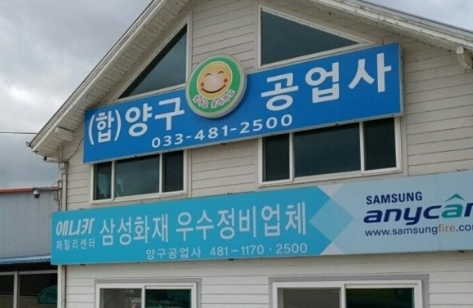 (합)양구 공업사
033-481-2500
애니카 패밀리센터
삼성화재 우수정비업체
양구공업사 481-1170·2500
SAMSUNG
anycar
www.samsungfire.com